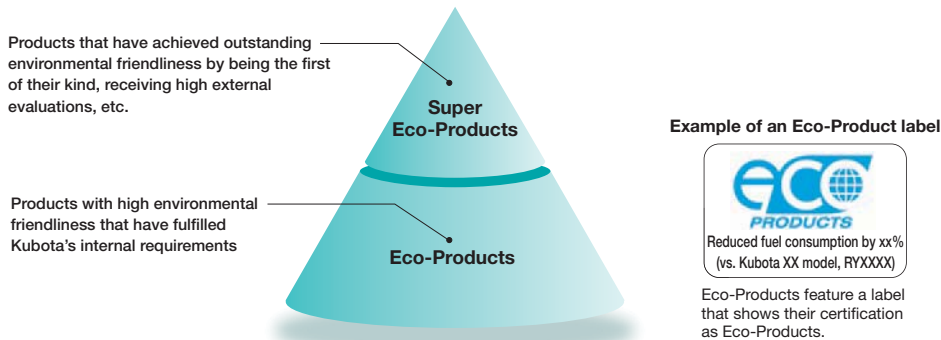 Products that have achieved outstanding
environmental friendliness by being the first
of their kind, receiving high external
evaluations, etc.
Super
Eco-Products
Products with high environmental
friendliness that have fulfilled
Kubota's internal requirements
Eco-Products
Example of an Eco-Product label
eco
PRODUCTS
Reduced fuel consumption by xx%
(vs. Kubota XX model, RYXXXX)
Eco-Products feature a label
that shows their certification
as Eco-Products.